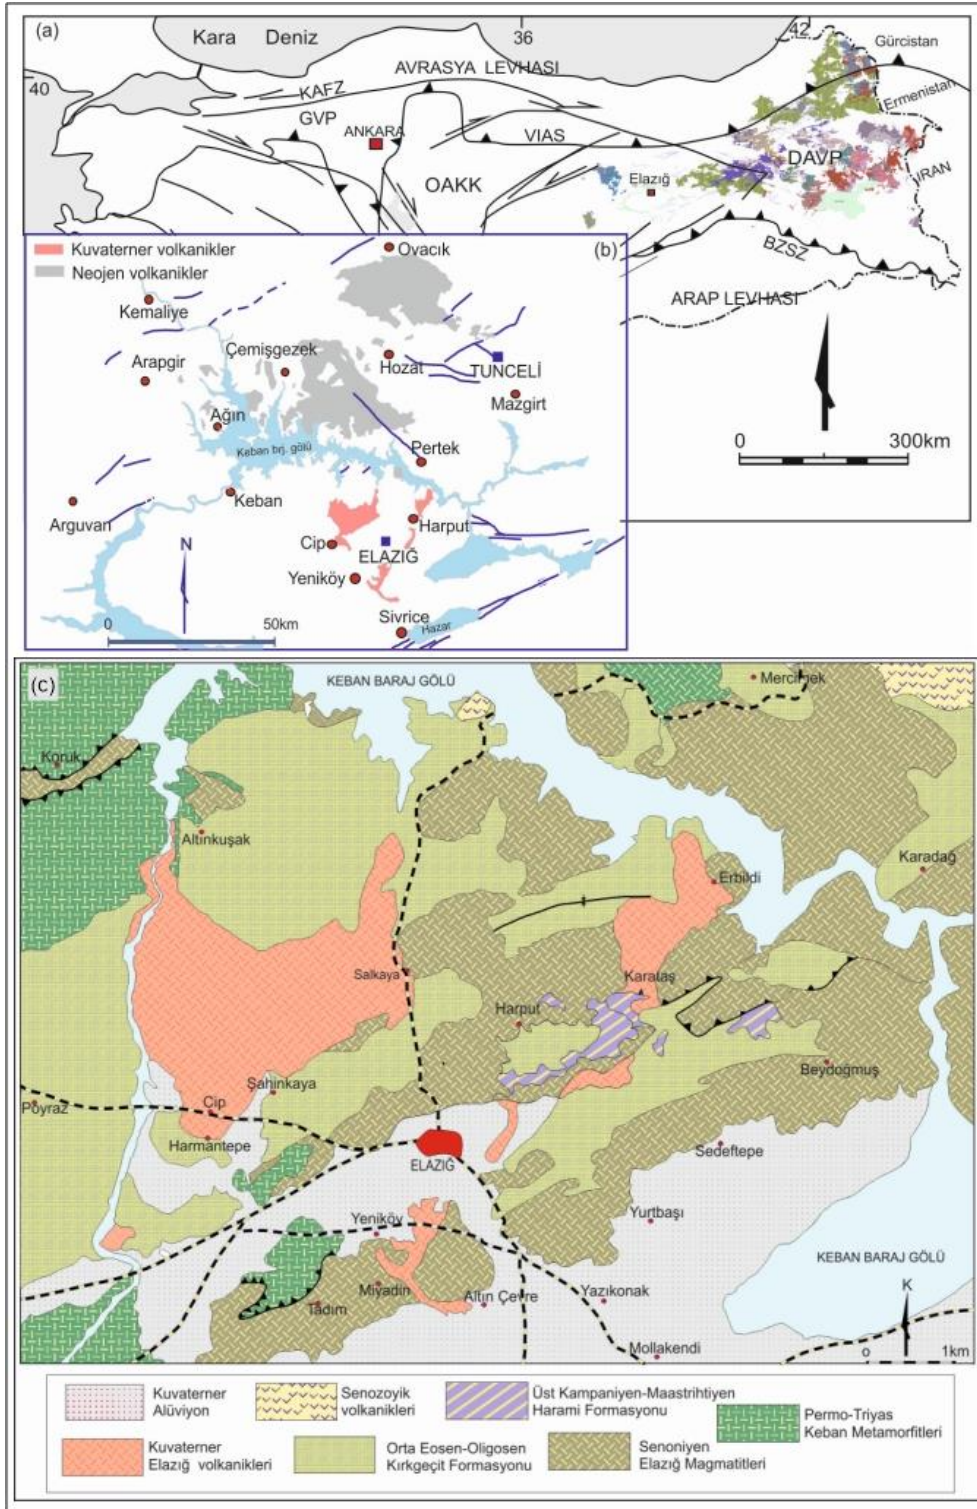 (a)
Kara Deniz
36
42
Gürcistan
40
AVRASYA LEVHASI
KAFZ
Ermenistan
GVP
ANKARA
VIAS
DAVP
OAKK
Elazığ
IRAN
BZSZ
ARAP LEVHASI
0 300km
(b)
Kuvaterner volkanikler
Neojen volkanikler
Ovacık
Kemaliye
Çemişgezek
Arapgir
Hozat
TUNCELİ
Mazgirt
Ağın
Keban brj. gölü
Pertek
Keban
Arguvan
Harput
Cip
ELAZIĞ
N
Yeniköy
Sivrice
Hazar
0 50km
(c)
KEBAN BARAJ GÖLÜ
Mercimek
Koruk
Altınkuşak
Karadağ
Erbildi
Salkaya
Karataş
Harput
Beydoğmuş
Şahinkaya
Poyraz
Cip
Harmantepe
ELAZIĞ
Sedeftepe
Yeniköy
Yurtbaşı
KEBAN BARAJ GÖLÜ
Miyadin
Tadım
Altın Çevre
Yazıkonak
K
Mollakendi
o 1km
Kuvaterner
Alüviyon
Senozoyik
volkanikleri
Üst Kampaniyen-Maastrihtiyen
Harami Formasyonu
Permo-Triyas
Keban Metamorfitleri
Kuvaterner
Elazığ volkanikleri
Orta Eosen-Oligosen
Kırkgeçit Formasyonu
Senoniyen
Elazığ Magmatitleri